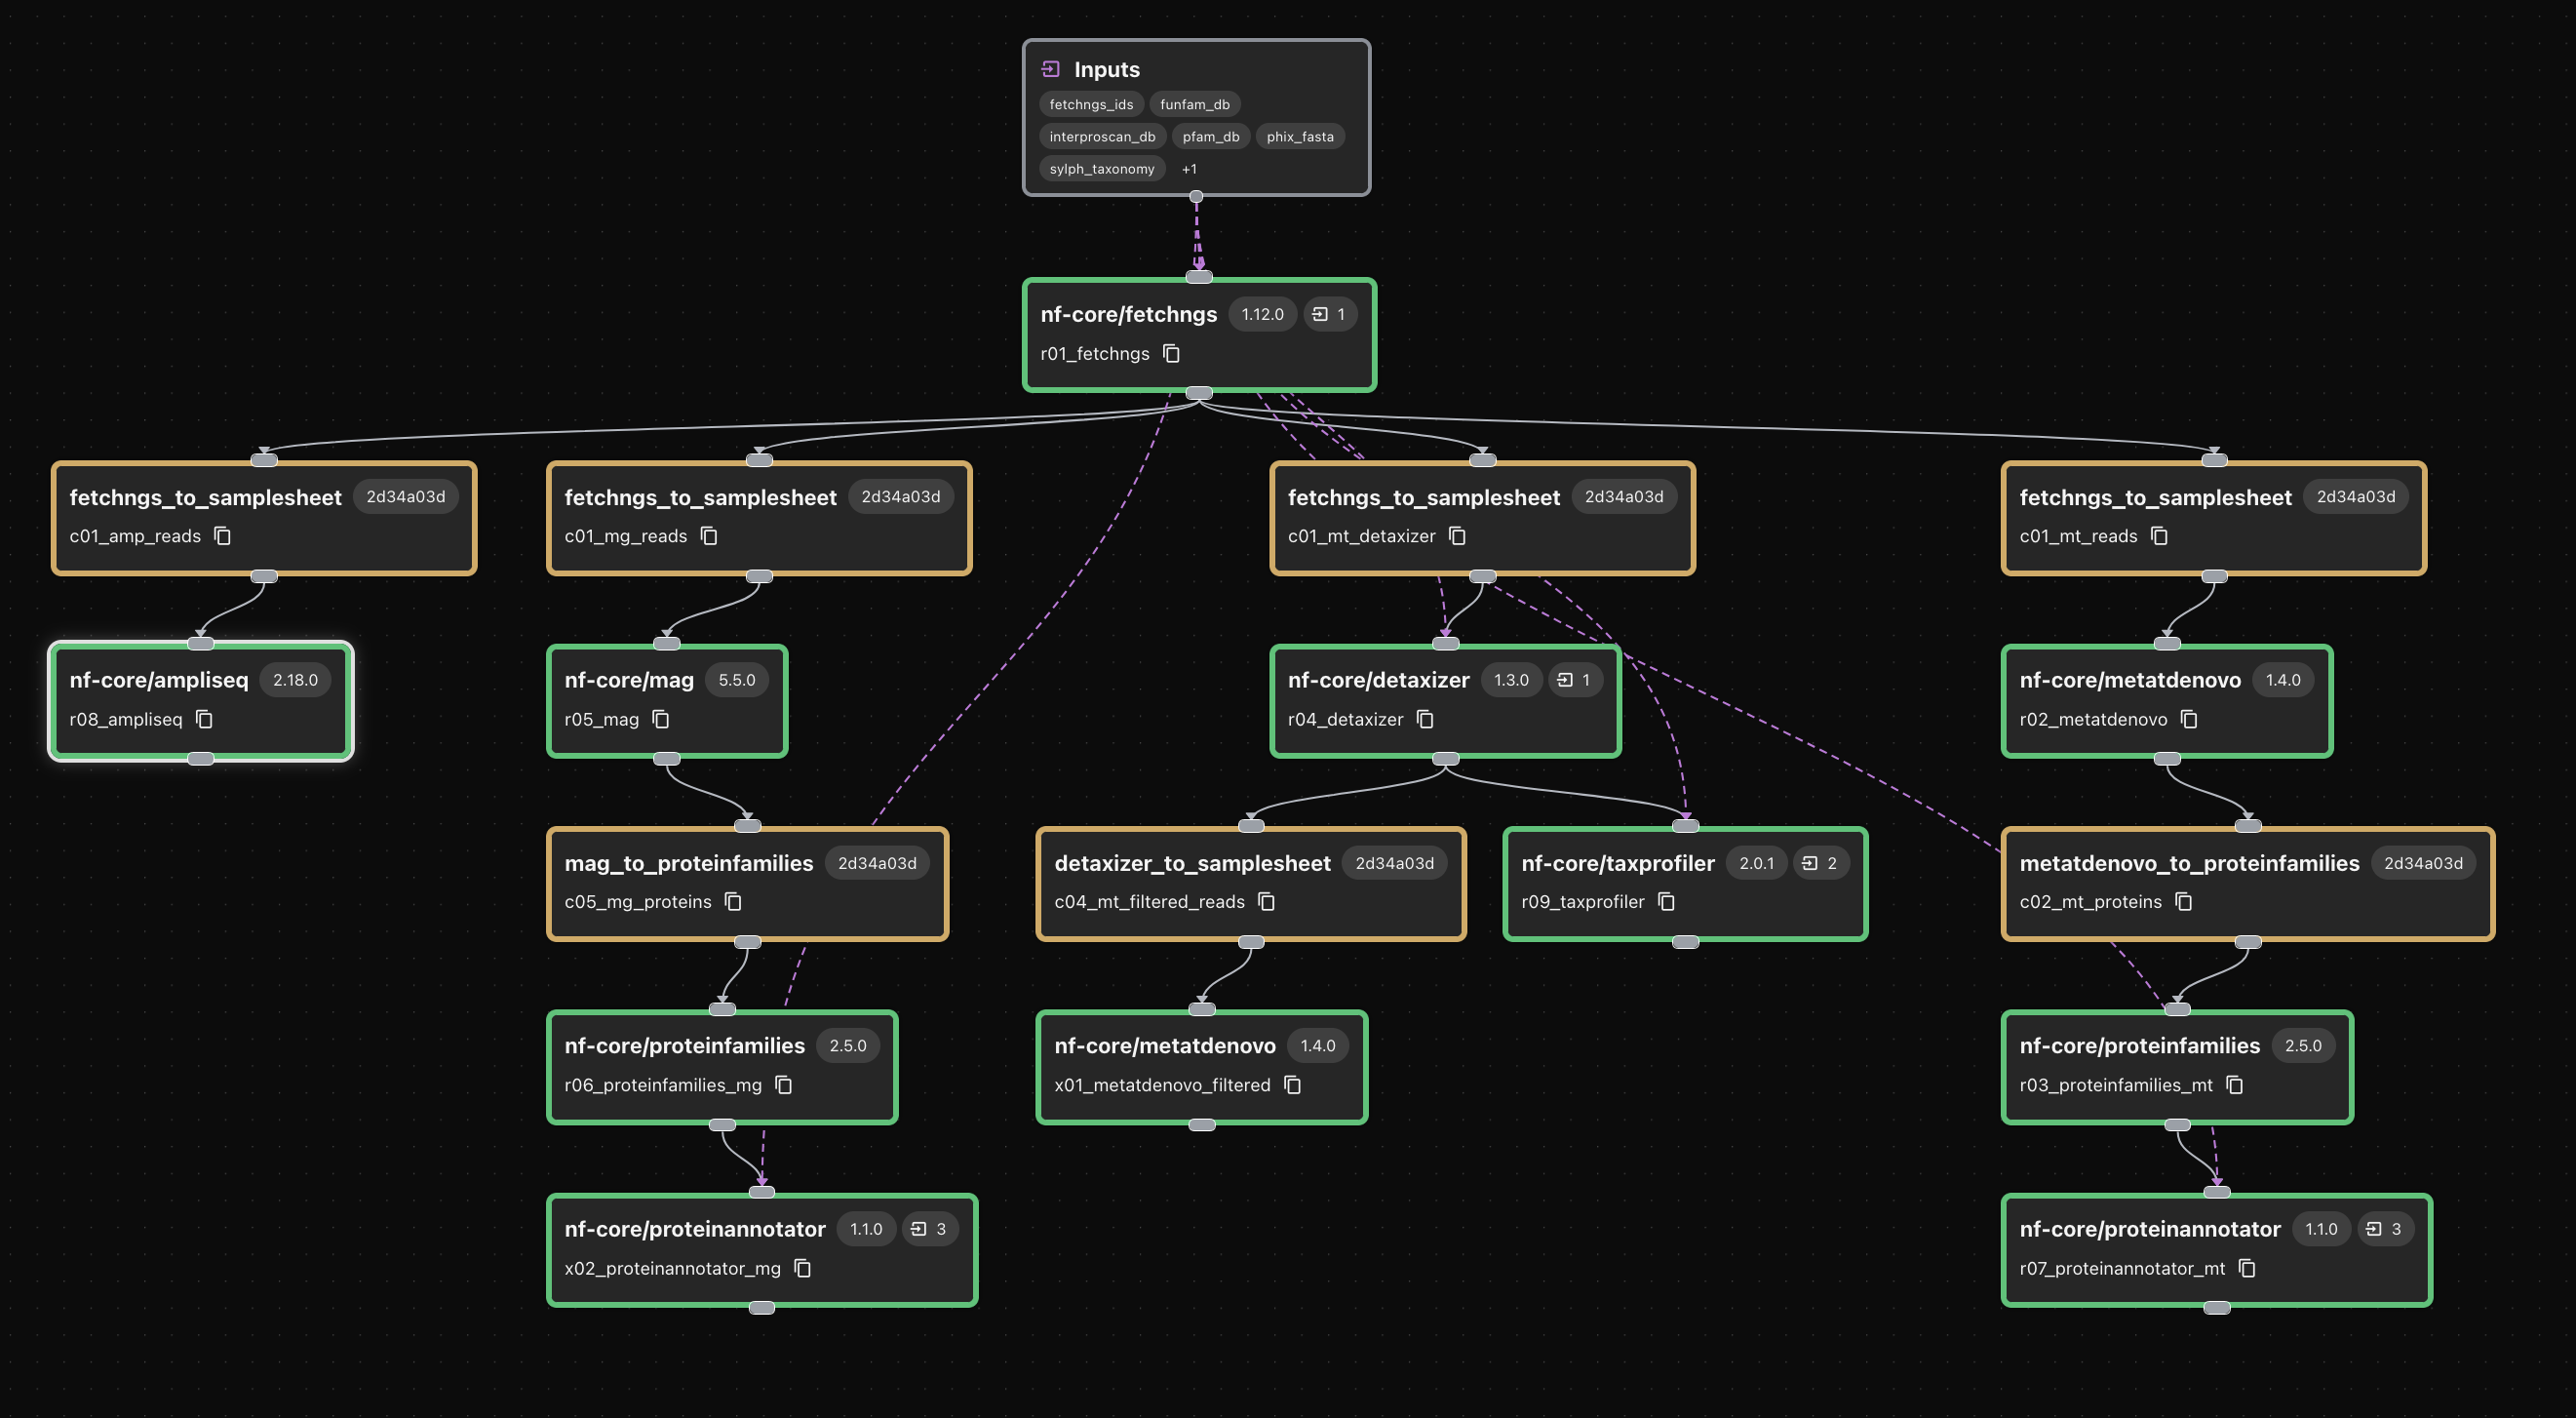 Inputs
fetchngs_ids funfam_db
interproscan_db pfam_db phix_fasta
sylph_taxonomy +1
nf-core/fetchngs 1.12.0 1
r01_fetchngs
fetchngs_to_samplesheet 2d34a03d
c01_amp_reads
fetchngs_to_samplesheet 2d34a03d
c01_mg_reads
fetchngs_to_samplesheet 2d34a03d
c01_mt_detaxizer
fetchngs_to_samplesheet 2d34a03d
c01_mt_reads
nf-core/ampliseq 2.18.0
r08_ampliseq
nf-core/mag 5.5.0
r05_mag
nf-core/detaxizer 1.3.0 1
r04_detaxizer
nf-core/metatdenovo 1.4.0
r02_metatdenovo
mag_to_proteinfamilies 2d34a03d
c05_mg_proteins
detaxizer_to_samplesheet 2d34a03d
c04_mt_filtered_reads
nf-core/taxprofiler 2.0.1 2
r09_taxprofiler
metatdenovo_to_proteinfamilies 2d34a03d
c02_mt_proteins
nf-core/proteinfamilies 2.5.0
r06_proteinfamilies_mg
nf-core/metatdenovo 1.4.0
x01_metatdenovo_filtered
nf-core/proteinfamilies 2.5.0
r03_proteinfamilies_mt
nf-core/proteinannotator 1.1.0 3
x02_proteinannotator_mg
nf-core/proteinannotator 1.1.0 3
r07_proteinannotator_mt